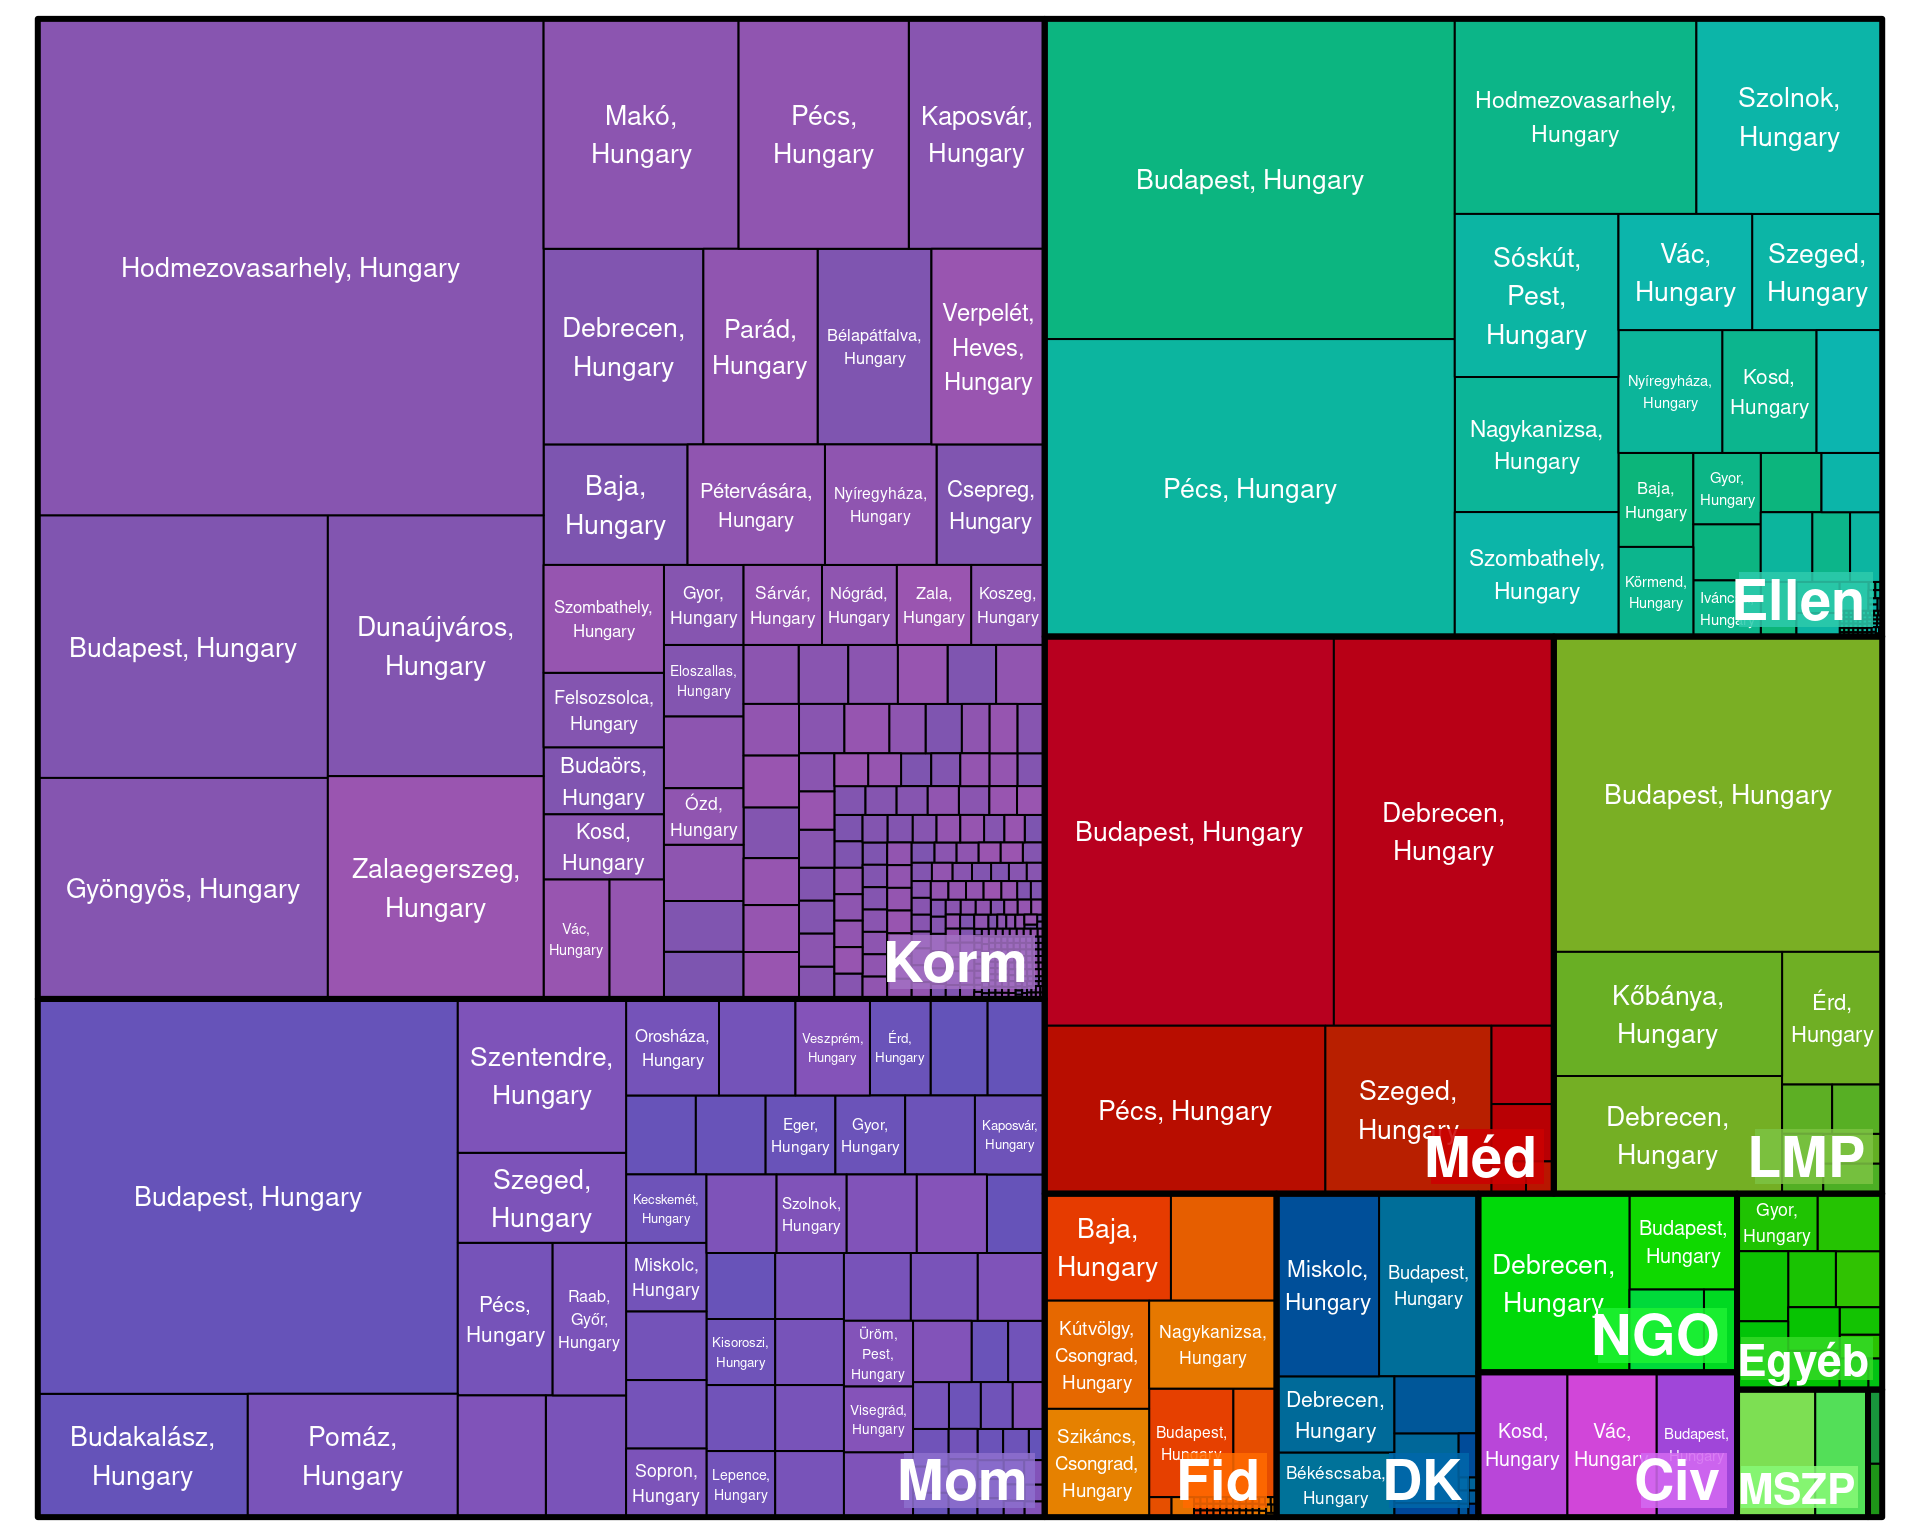 Hodmezovasarhely, Hungary
Makó,
Hungary
Pécs,
Hungary
Kaposvár,
Hungary
Debrecen,
Hungary
Parád,
Hungary
Bélapátfalva,
Hungary
Verpelét,
Heves,
Hungary
Baja,
Hungary
Pétervására,
Hungary
Nyíregyháza,
Hungary
Csepreg,
Hungary
Budapest, Hungary
Dunaújváros,
Hungary
Gyöngyös, Hungary
Zalaegerszeg,
Hungary
Szombathely,
Hungary
Gyor,
Hungary
Sárvár,
Hungary
Nógrád,
Hungary
Zala,
Hungary
Koszeg,
Hungary
Felsozsolca,
Hungary
Eloszallas,
Hungary
Budaörs,
Hungary
Ózd,
Hungary
Kosd,
Hungary
Vác,
Hungary
Korm
Budapest, Hungary
Hodmezovasarhely,
Hungary
Szolnok,
Hungary
Sóskút,
Pest,
Hungary
Vác,
Hungary
Szeged,
Hungary
Pécs, Hungary
Nyíregyháza,
Hungary
Kosd,
Hungary
Nagykanizsa,
Hungary
Baja,
Hungary
Gyor,
Hungary
Szombathely,
Hungary
Körmend,
Hungary
Ellen
Budapest, Hungary
Szentendre,
Hungary
Szeged,
Hungary
Pécs,
Hungary
Raab,
Győr,
Hungary
Budakalász,
Hungary
Pomáz,
Hungary
Orosháza,
Hungary
Veszprém,
Hungary
Érd,
Hungary
Eger,
Hungary
Gyor,
Hungary
Kaposvár,
Hungary
Kecskemét,
Hungary
Szolnok,
Hungary
Miskolc,
Hungary
Kisoroszi,
Hungary
Üröm,
Pest,
Hungary
Visegrád,
Hungary
Sopron,
Hungary
Lepence,
Hungary
Mom
Budapest, Hungary
Debrecen,
Hungary
Pécs, Hungary
Szeged,
Hungary
Méd
Budapest, Hungary
Kőbánya,
Hungary
Érd,
Hungary
Debrecen,
Hungary
LMP
Baja,
Hungary
Kútvölgy,
Csongrad,
Hungary
Nagykanizsa,
Hungary
Szikáncs,
Csongrad,
Hungary
Budapest,
Hungary
Fid
Miskolc,
Hungary
Budapest,
Hungary
Debrecen,
Hungary
Békéscsaba,
Hungary
DK
Debrecen,
Hungary
Budapest,
Hungary
NGO
Gyor,
Hungary
Egyéb
Kosd,
Hungary
Vác,
Hungary
Budapest,
Hungary
Civ
MSZP